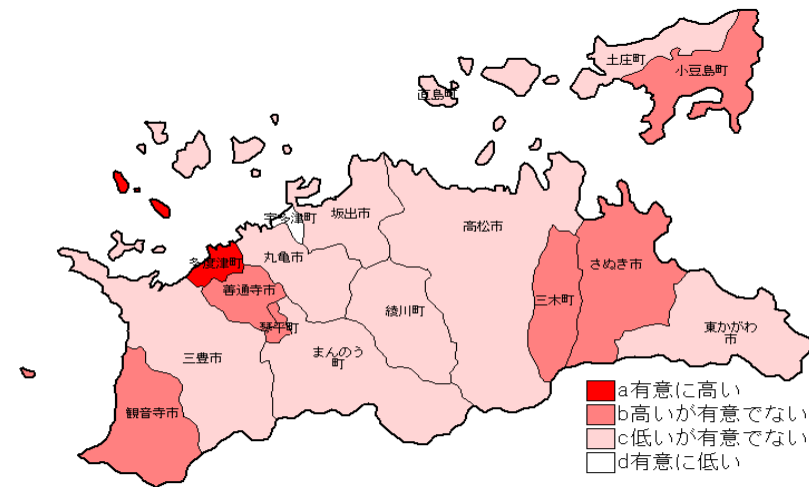 土庄町
小豆島町
直島町
宇多津町
坂出市
高松市
多度津町
丸亀市
さぬき市
善通寺市
三木町
綾川町
琴平町
東かがわ
市
まんのう
町
三豊市
観音寺市
a有意に高い
b高いが有意でない
c低いが有意でない
d有意に低い